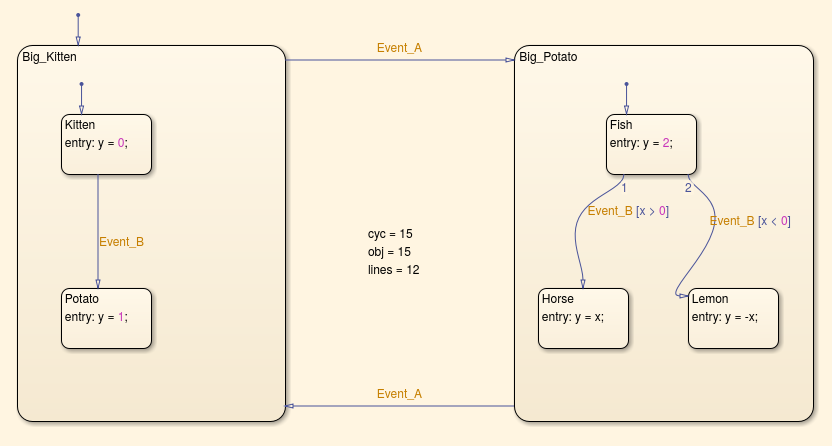 Event_A
Big_Kitten
Big_Potato
Kitten
entry: y = 0;
Fish
entry: y = 2;
1
2
Event_B [x > 0]
Event_B [x < 0]
Event_B
cyc = 15
obj = 15
lines = 12
Potato
entry: y = 1;
Horse
entry: y = x;
Lemon
entry: y = -x;
Event_A